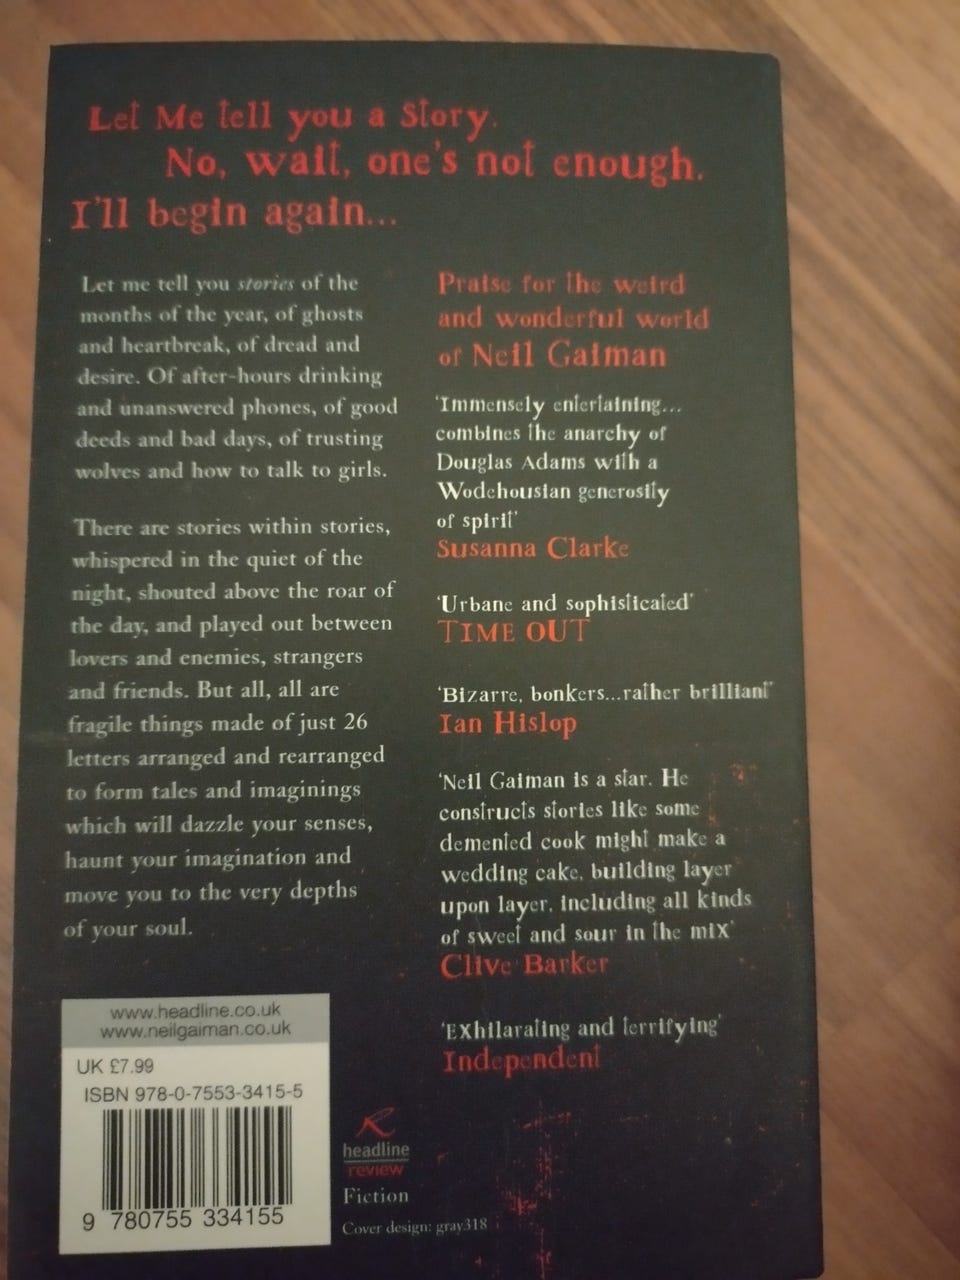 Let Me tell you a Story.
No, wait, one's not enough.
I'll begin again...
Let me tell you stories of the
months of the year, of ghosts
and heartbreak, of dread and
desire. Of after-hours drinking
and unanswered phones, of good
deeds and bad days, of trusting
wolves and how to talk to girls.
There are stories within stories,
whispered in the quiet of the
night, shouted above the roar of
the day, and played out between
lovers and enemies, strangers
and friends. But all, all are
fragile things made of just 26
letters arranged and rearranged
to form tales and imaginings
which will dazzle your senses,
haunt your imagination and
move you to the very depths
of your soul.
Praise for the weird
and wonderful world
of Neil Gaiman
'Immensely entertaining...
combines the anarchy of
Douglas Adams with a
Wodehousian generosity
of spirit'
Susanna Clarke
'Urbane and sophisticated'
TIME OUT
'Bizarre, bonkers...rather brilliant'
Ian Hislop
'Neil Gaiman is a star. He
constructs stories like some
demented cook might make a
wedding cake, building layer
upon layer, including all kinds
of sweet and sour in the mix'
Clive Barker
'Exhilarating and terrifying'
Independent
www.headline.co.uk
www.neilgaiman.co.uk
UK £7.99
ISBN 978-0-7553-3415-5
9 780755 334155
headline
review
Fiction
Cover design: gray318